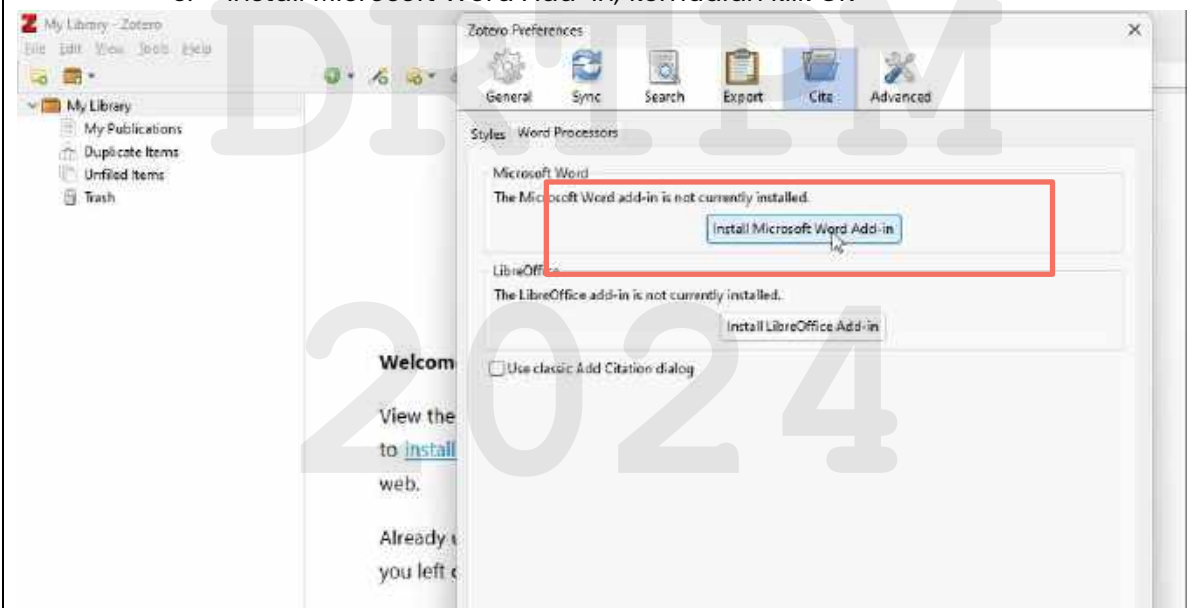 Install Microsoft Word Add-in, kemudian klik OK
My Library - Zotero
File Edit View Tools Help
My Library
My Publications
Duplicate Items
Unfiled Items
Trash
Zotero Preferences
General Sync Search Export Cite Advanced
Styles Word Processors
Microsoft Word
The Microsoft Word add-in is not currently installed.
Install Microsoft Word Add-in
LibreOffice
The LibreOffice add-in is not currently installed.
Install LibreOffice Add-in
Use classic Add Citation dialog
Welcom
View the
to install
web.
Already
you left
DRTPM
2024